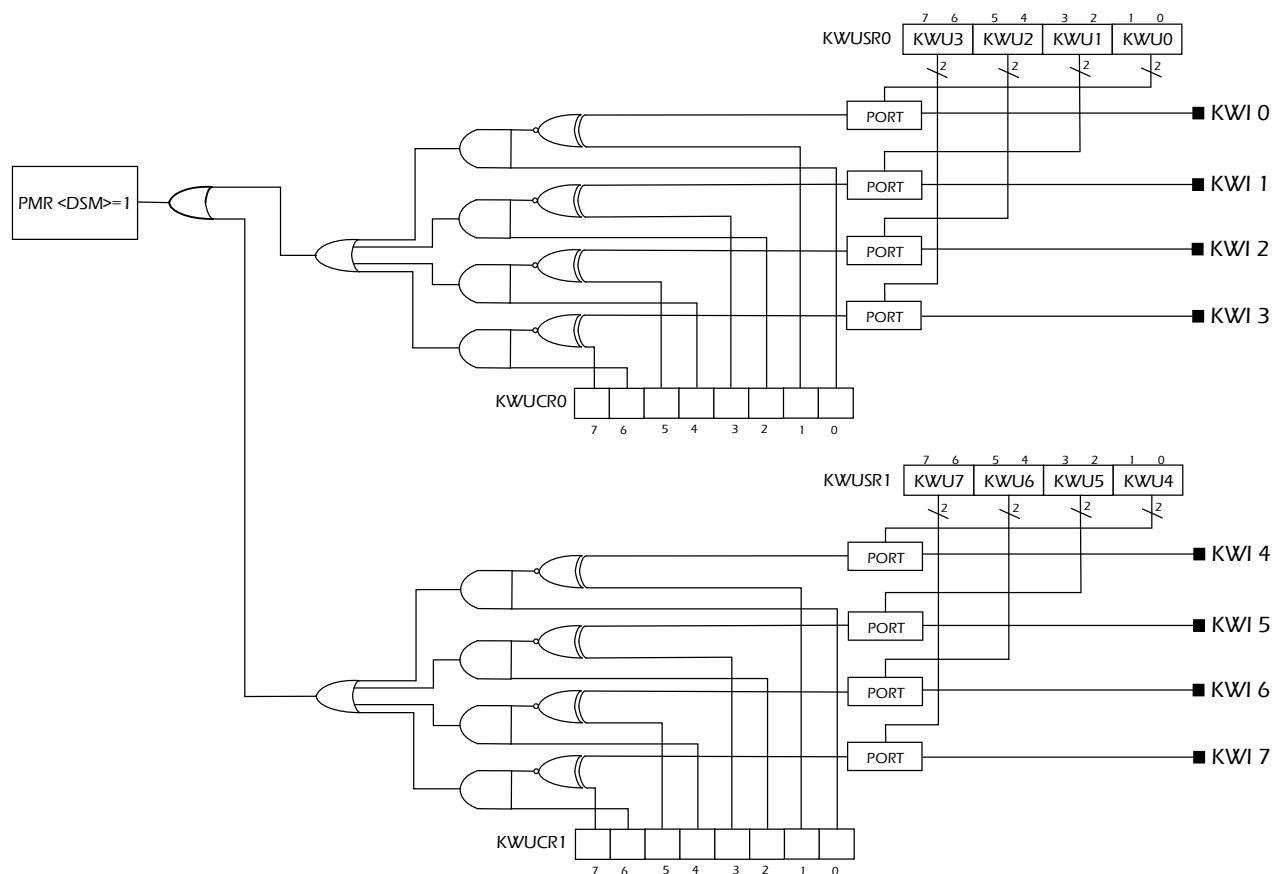 7 6 5 4 3 2 1 0
KWUSR0 KWU3 KWU2 KWU1 KWU0
2 2 2 2
PORT KWI 0
PORT KWI 1
PMR <DSM>=1
PORT KWI 2
PORT KWI 3
KWUCR0
7 6 5 4 3 2 1 0
7 6 5 4 3 2 1 0
KWUSR1 KWU7 KWU6 KWU5 KWU4
2 2 2 2
PORT KWI 4
PORT KWI 5
PORT KWI 6
PORT KWI 7
KWUCR1
7 6 5 4 3 2 1 0